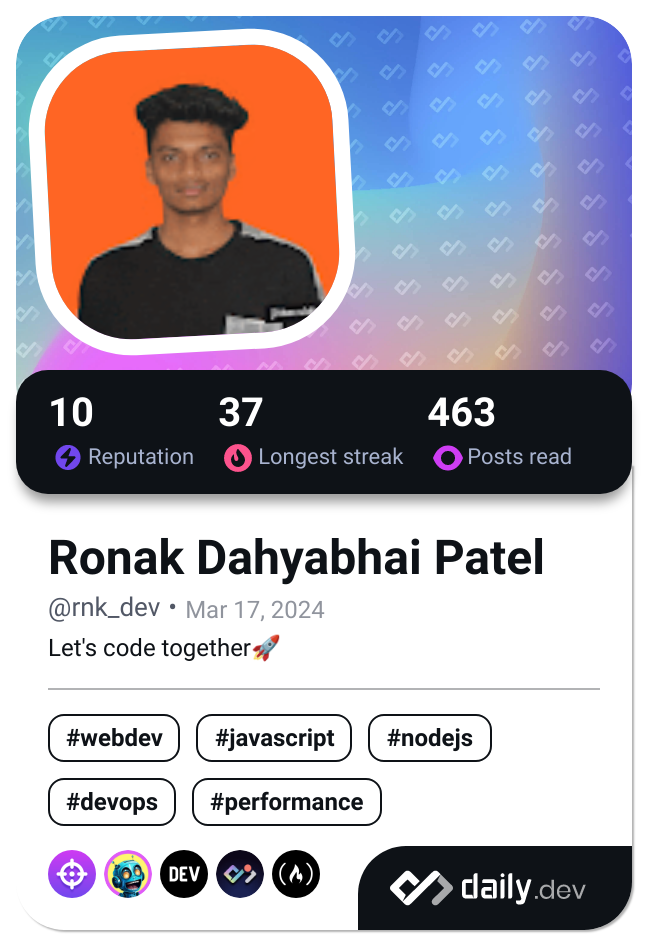 10 37 463
Reputation Longest streak Posts read
Ronak Dahyabhai Patel
@rnk_dev • Mar 17, 2024
Let's code together🚀
#webdev #javascript #nodejs
#devops #performance
DEV
daily.dev